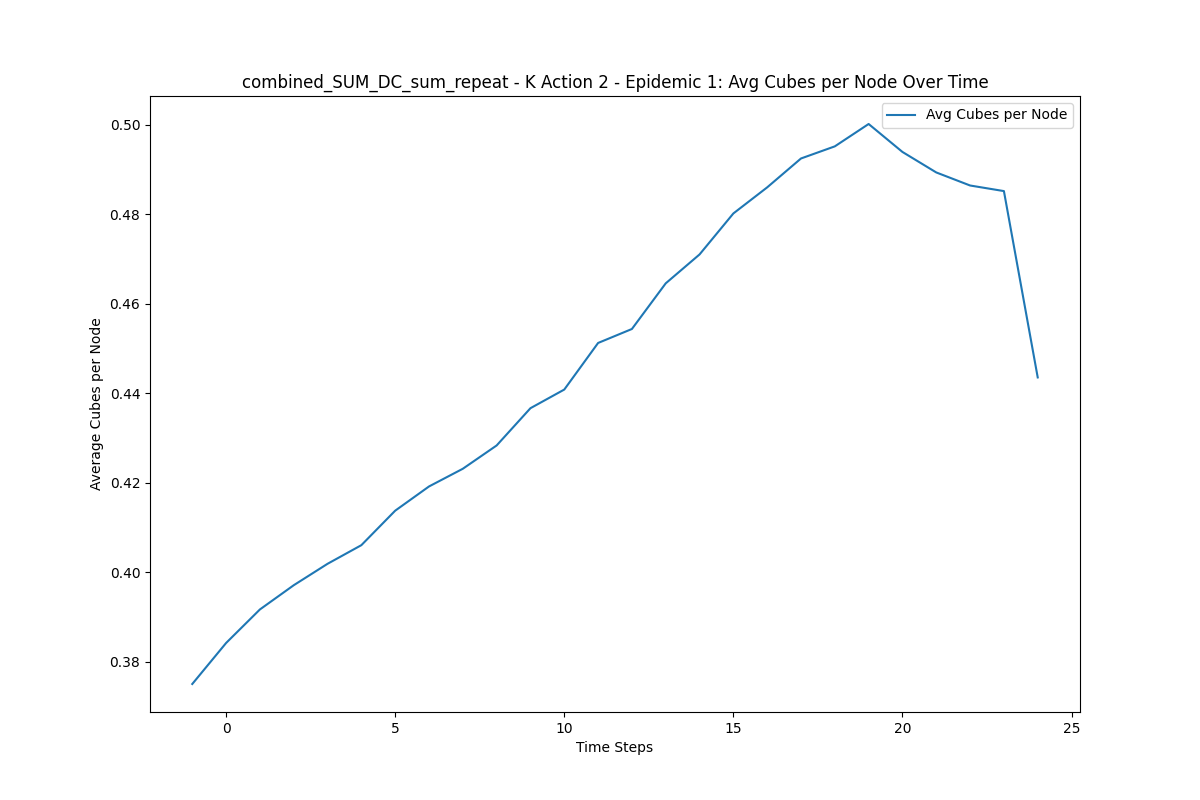 combined_SUM_DC_sum_repeat - K Action 2 - Epidemic 1: Avg Cubes per Node Over Time
Avg Cubes per Node
0.50
0.48
0.46
0.44
0.42
0.40
0.38
Average Cubes per Node
0 5 10 15 20 25
Time Steps